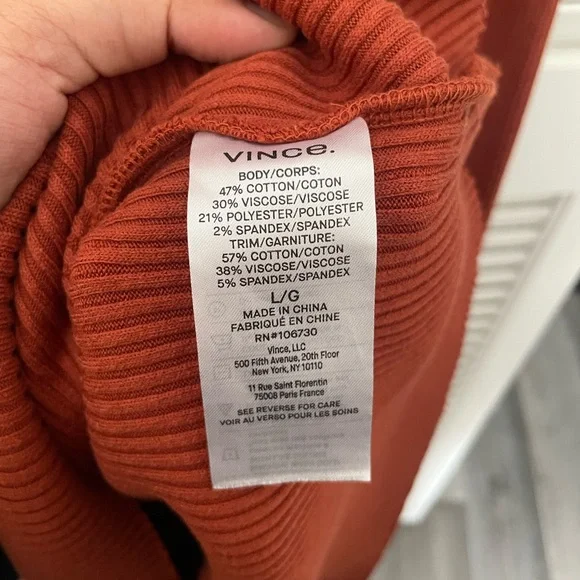 VINCE.
BODY/CORPS:
47% COTTON/COTON
30% VISCOSE/VISCOSE
21% POLYESTER/POLYESTER
2% SPANDEX/SPANDEX
TRIM/GARNITURE:
57% COTTON/COTON
38% VISCOSE/VISCOSE
5% SPANDEX/SPANDEX
L/G
MADE IN CHINA
FABRIQUÉ EN CHINE
RN#106730
Vince, LLC
500 Fifth Avenue, 20th Floor
New York, NY 10110
11 Rue Saint Florentin
75008 Paris France
SEE REVERSE FOR CARE
VOIR AU VERSO POUR LES SOINS